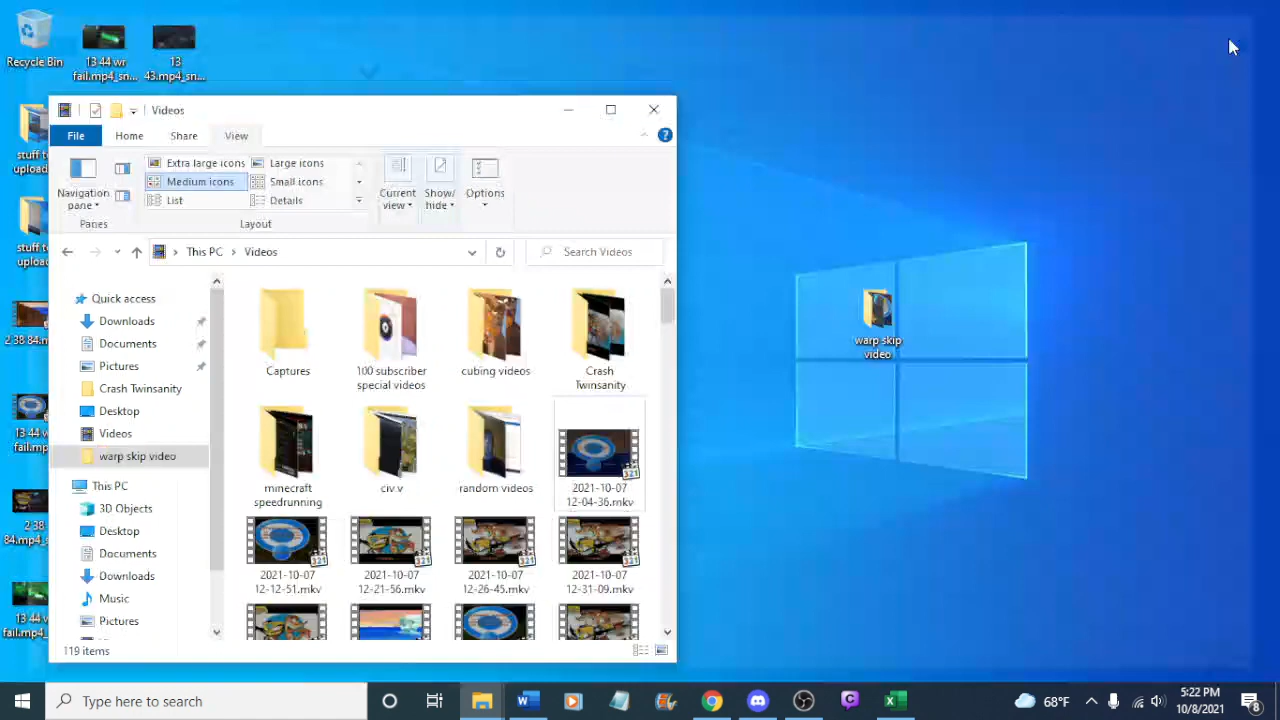 Recycle Bin
13 44 wr
fail.mp4_sn...
13
43.mp4_sn...
stuff to
upload
stuff to
upload
2 38 84.m
13 44 w
fail.mp4
2 38
84.mp4_s
13 44 w
fail.mp4_s
Videos
File
Home
Share
View
Navigation
pane
Panes
Extra large icons
Large icons
Medium icons
Small icons
List
Details
Layout
Current
view
Show/
hide
Options
This PC
Videos
Search Videos
Quick access
Downloads
Documents
Pictures
Crash Twinsanity
Desktop
Videos
warp skip video
This PC
3D Objects
Desktop
Documents
Downloads
Music
Pictures
Captures
100 subscriber
special videos
cubing videos
Crash
Twinsanity
minecraft
speedrunning
civ.v
random videos
2021-10-07
12-04-36.mkv
2021-10-07
12-12-51.mkv
2021-10-07
12-21-56.mkv
2021-10-07
12-26-45.mkv
2021-10-07
12-31-09.mkv
119 items
warp skip
video
Type here to search
68°F
5:22 PM
10/8/2021
8